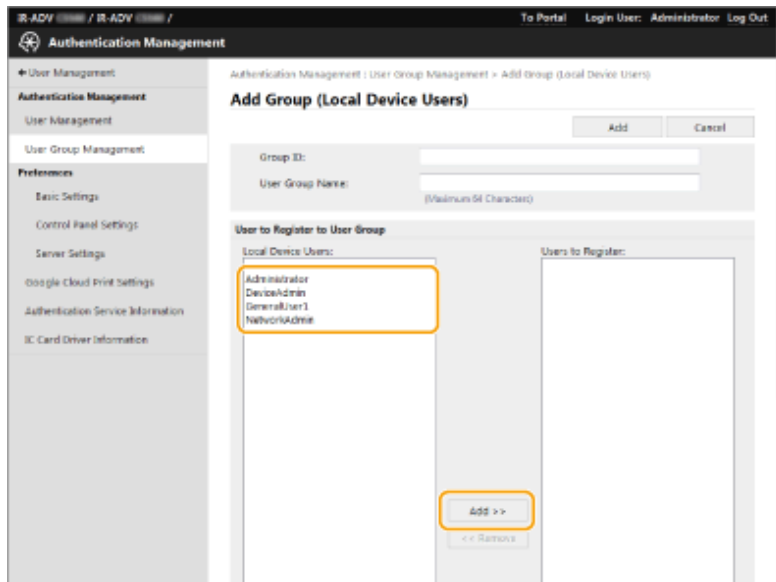 IR-ADV / IR-ADV /
To Portal Login User: Administrator Log Out
Authentication Management
User Management
Authentication Management
User Management
User Group Management
Preferences
Basic Settings
Control Panel Settings
Server Settings
Google Cloud Print Settings
Authentication Service Information
IC Card Driver Information
Authentication Management : User Group Management > Add Group (Local Device Users)
Add Group (Local Device Users)
Add Cancel
Group ID:
User Group Name:
(Maximum 64 Characters)
User to Register to User Group
Local Device Users: Users to Register:
Administrator
DeviceAdmin
GeneralUser1
NetworkAdmin
Add >>
<< Remove